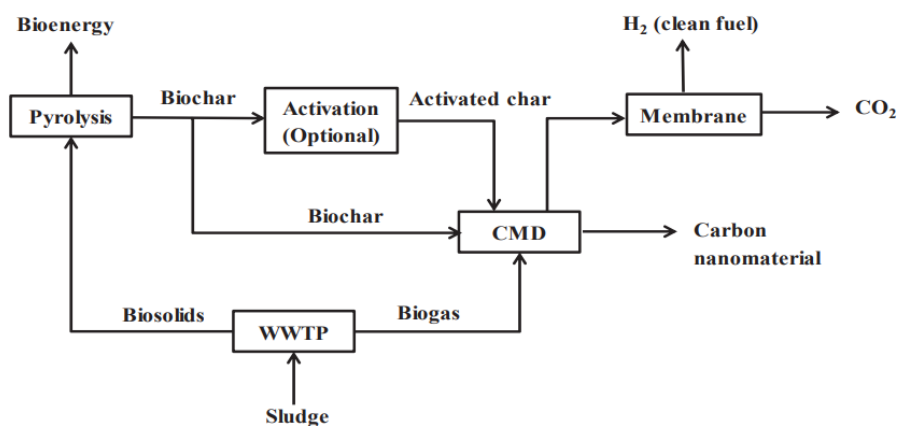 Bioenergy
H₂ (clean fuel)
Pyrolysis
Biochar
Activation
(Optional)
Activated char
Membrane
CO₂
Biochar
CMD
Carbon
nanomaterial
Biosolids
WWTP
Biogas
Sludge